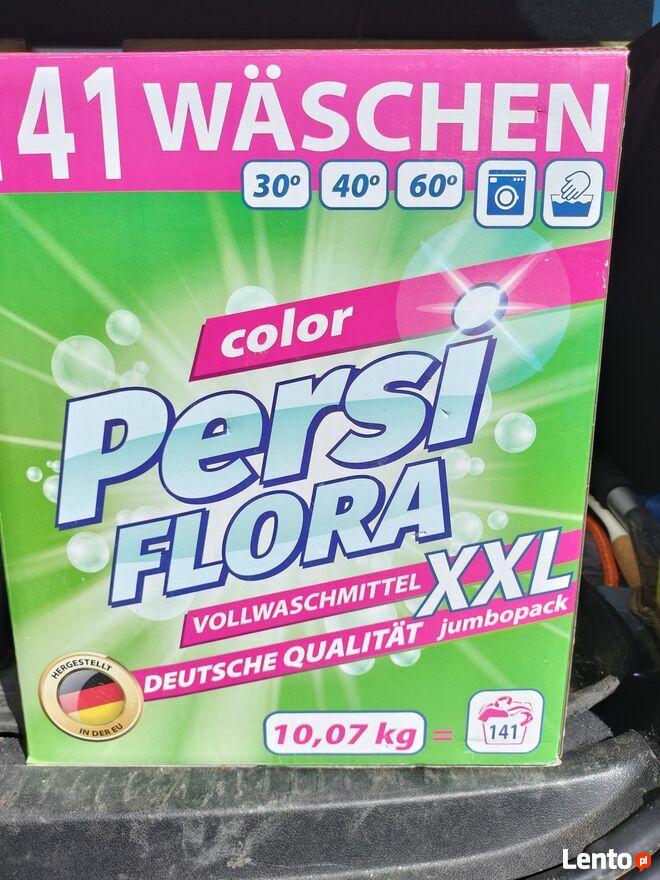 141 WÄSCHEN
30° 40° 60°
color
Persi
FLORA
VOLLWASCHMITTEL XXL
DEUTSCHE QUALITÄT jumbopack
HERGESTELLT
IN DER EU
10,07 kg = 141
Lento.pl